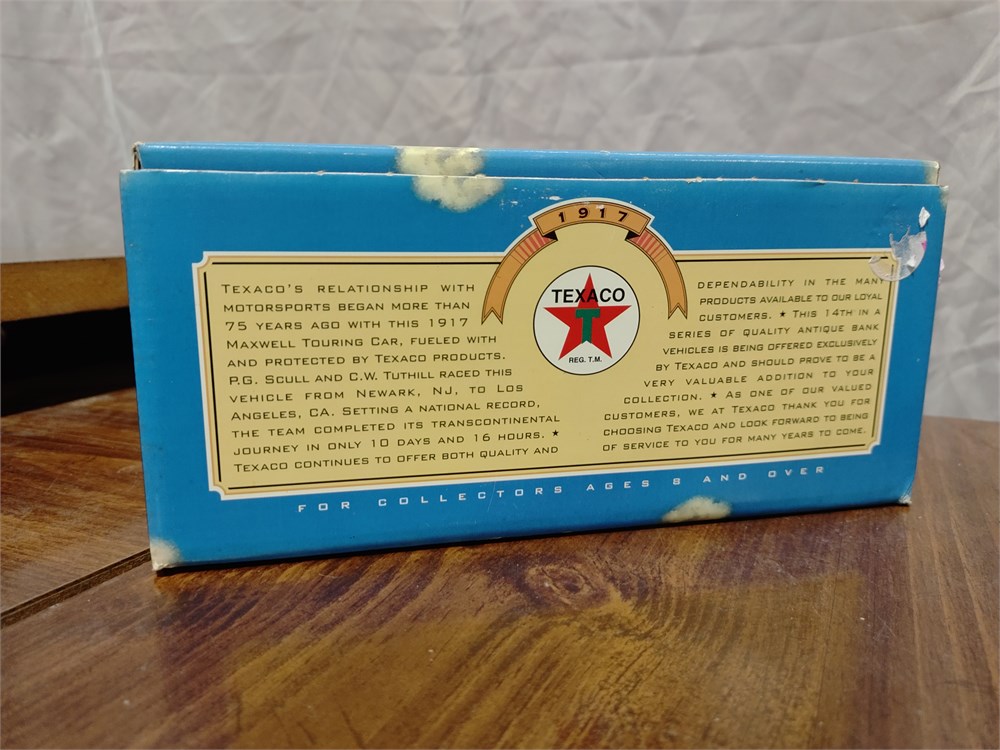 1917
TEXACO'S RELATIONSHIP WITH
MOTORSPORTS BEGAN MORE THAN
75 YEARS AGO WITH THIS 1917
MAXWELL TOURING CAR, FUELED WITH
AND PROTECTED BY TEXACO PRODUCTS.
P.G. SCULL AND C.W. TUTHILL RACED THIS
VEHICLE FROM NEWARK, NJ, TO LOS
ANGELES, CA. SETTING A NATIONAL RECORD,
THE TEAM COMPLETED ITS TRANSCONTINENTAL
JOURNEY IN ONLY 10 DAYS AND 16 HOURS. ★
TEXACO CONTINUES TO OFFER BOTH QUALITY AND
TEXACO
T
REG. T.M.
DEPENDABILITY IN THE MANY
PRODUCTS AVAILABLE TO OUR LOYAL
CUSTOMERS. ★ THIS 14TH IN A
SERIES OF QUALITY ANTIQUE BANK
VEHICLES IS BEING OFFERED EXCLUSIVELY
BY TEXACO AND SHOULD PROVE TO BE A
VERY VALUABLE ADDITION TO YOUR
COLLECTION. ★ AS ONE OF OUR VALUED
CUSTOMERS, WE AT TEXACO THANK YOU FOR
CHOOSING TEXACO AND LOOK FORWARD TO BEING
OF SERVICE TO YOU FOR MANY YEARS TO COME.
FOR COLLECTORS AGES 8 AND OVER